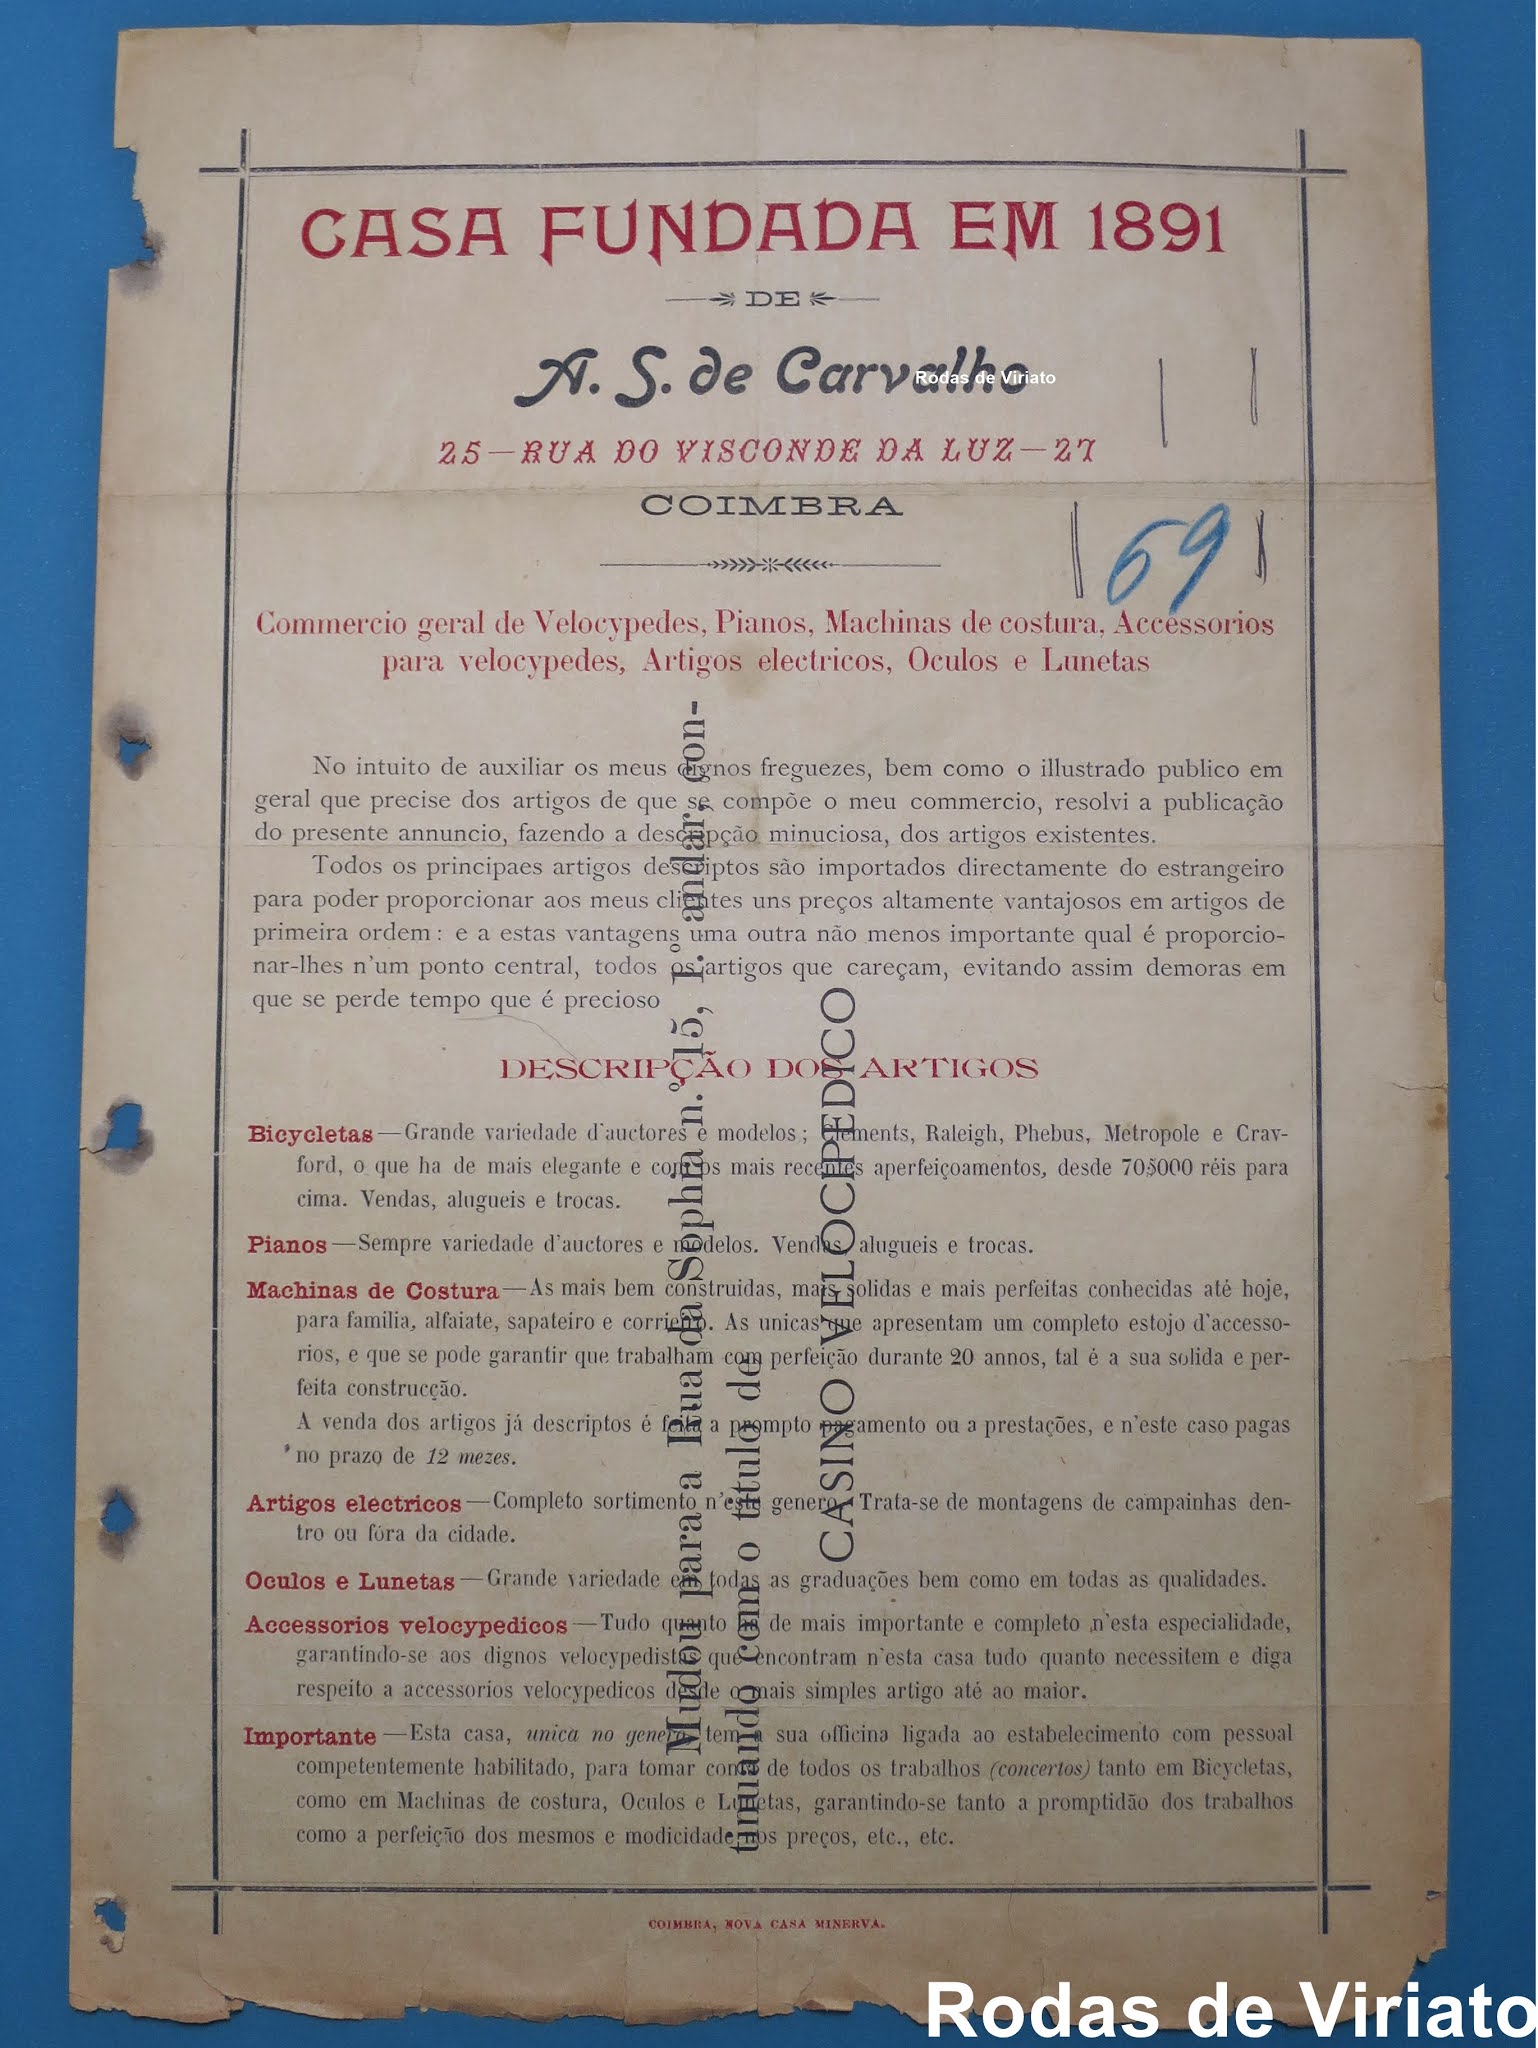 CASA FUNDADA EM 1891
DE
A. S. de Carvalho
Rodas de Viriato
25—RUA DO VISCONDE DA LUZ—27
COIMBRA
69
Commercio geral de Velocypedes, Pianos, Machinas de costura, Accessorios
para velocypedes, Artigos electricos, Oculos e Lunetas
No intuito de auxiliar os meus dignos freguezes, bem como o illustrado publico em
geral que precise dos artigos de que se compõe o meu commercio, resolvi a publicação
do presente annuncio, fazendo a descripção minuciosa, dos artigos existentes.
Todos os principaes artigos descriptos são importados directamente do estrangeiro
para poder proporcionar aos meus clientes uns preços altamente vantajosos em artigos de
primeira ordem: e a estas vantagens uma outra não menos importante qual é proporcio-
nar-lhes n'um ponto central, todos os artigos que careçam, evitando assim demoras em
que se perde tempo que é precioso
DESCRIPÇÃO DOS ARTIGOS
Bicycletas—Grande variedade d'auctores e modelos; Clements, Raleigh, Phebus, Metropole e Crav-
ford, o que ha de mais elegante e com os mais recentes aperfeiçoamentos, desde 70$000 réis para
cima. Vendas, alugueis e trocas.
Pianos—Sempre variedade d'auctores e modelos. Vendas, alugueis e trocas.
Machinas de Costura—As mais bem construidas, mais solidas e mais perfeitas conhecidas até hoje,
para familia, alfaiate, sapateiro e corrieiro. As unicas que apresentam um completo estojo d'accesso-
rios, e que se pode garantir que trabalham com perfeição durante 20 annos, tal é a sua solida e per-
feita construcção.
A venda dos artigos já descriptos é feita a prompto pagamento ou a prestações, e n'este caso pagas
no prazo de 12 mezes.
Artigos electricos—Completo sortimento n'este genero. Trata-se de montagens de campainhas den-
tro ou fóra da cidade.
Oculos e Lunetas—Grande variedade em todas as graduações bem como em todas as qualidades.
Accessorios velocypedicos—Tudo quanto ha de mais importante e completo n'esta especialidade,
garantindo-se aos dignos velocypedistas que encontram n'esta casa tudo quanto necessitem e diga
respeito a accessorios velocypedicos desde o mais simples artigo até ao maior.
Importante—Esta casa, unica no genero, tem a sua officina ligada ao estabelecimento com pessoal
competentemente habilitado, para tomar conta de todos os trabalhos (concertos) tanto em Bicycletas,
como em Machinas de costura, Oculos e Lunetas, garantindo-se tanto a promptidão dos trabalhos
como a perfeição dos mesmos e modicidade nos preços, etc., etc.
Mudou para a Rua da Sophia n.º 15, 1.º andar, con-
tinuando com o titulo de
CASINO VELOCIPEDICO
COIMBRA, NOVA CASA MINERVA.
Rodas de Viriato